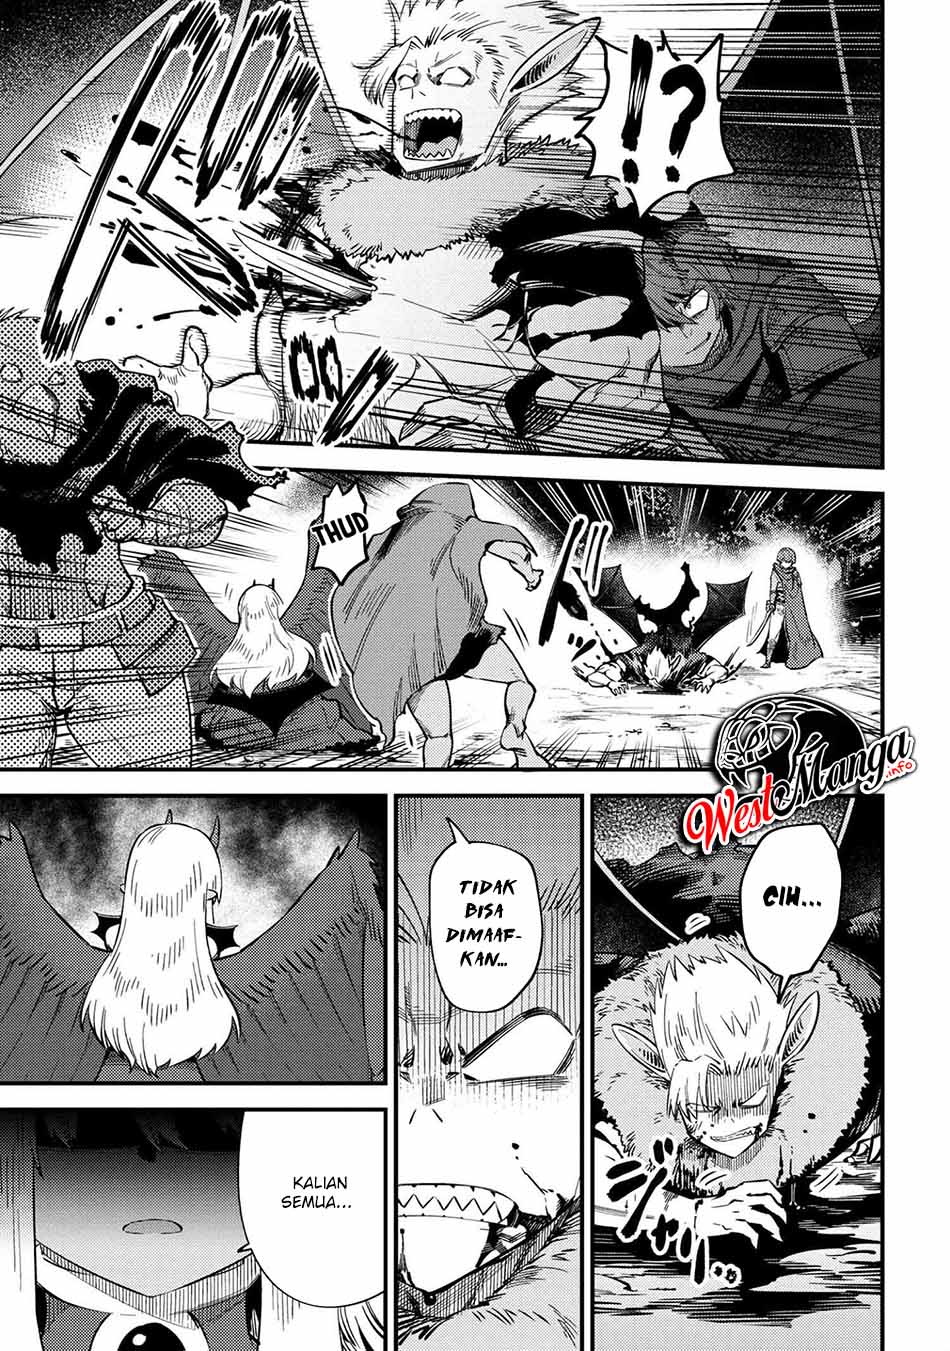 !?
THUD
WestManga
.info
CIH...
TIDAK
BISA
DIMAAF-
KAN...
KALIAN
SEMUA...